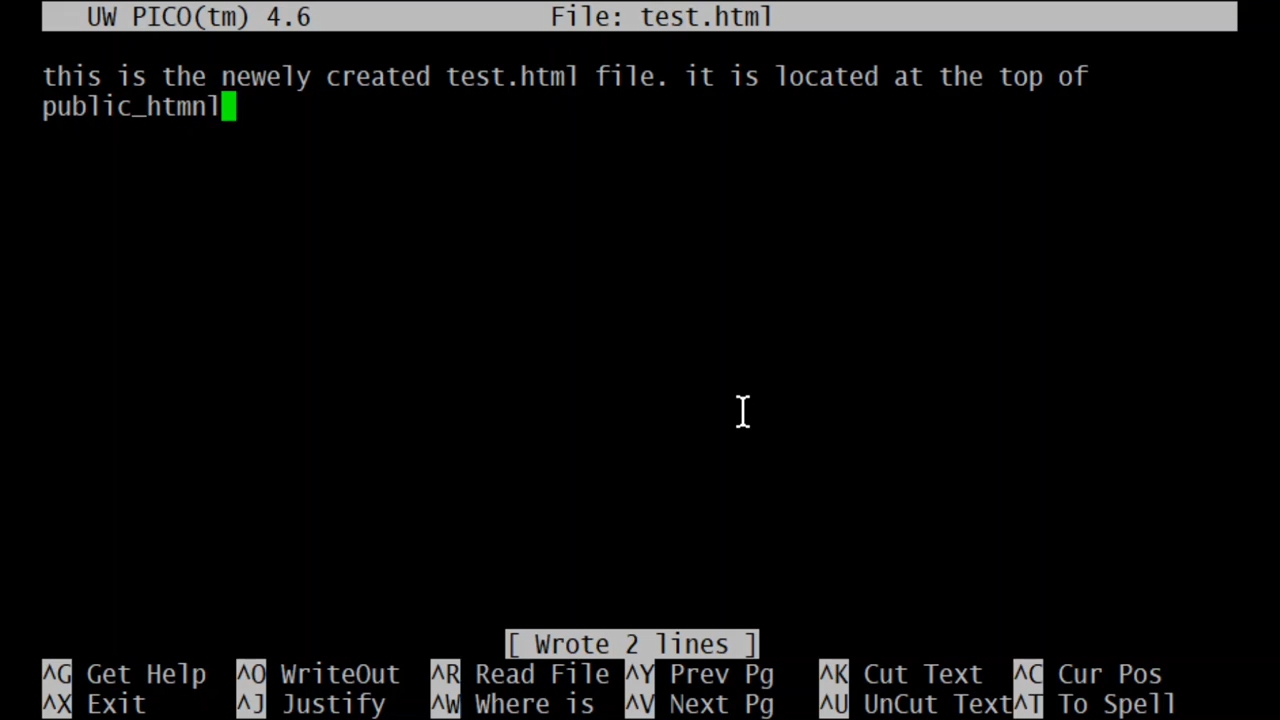 UW PICO(tm) 4.6 File: test.html
this is the newely created test.html file. it is located at the top of
public_htmnl
[ Wrote 2 lines ]
^G Get Help ^O WriteOut ^R Read File ^Y Prev Pg ^K Cut Text ^C Cur Pos
^X Exit ^J Justify ^W Where is ^V Next Pg ^U UnCut Text ^T To Spell